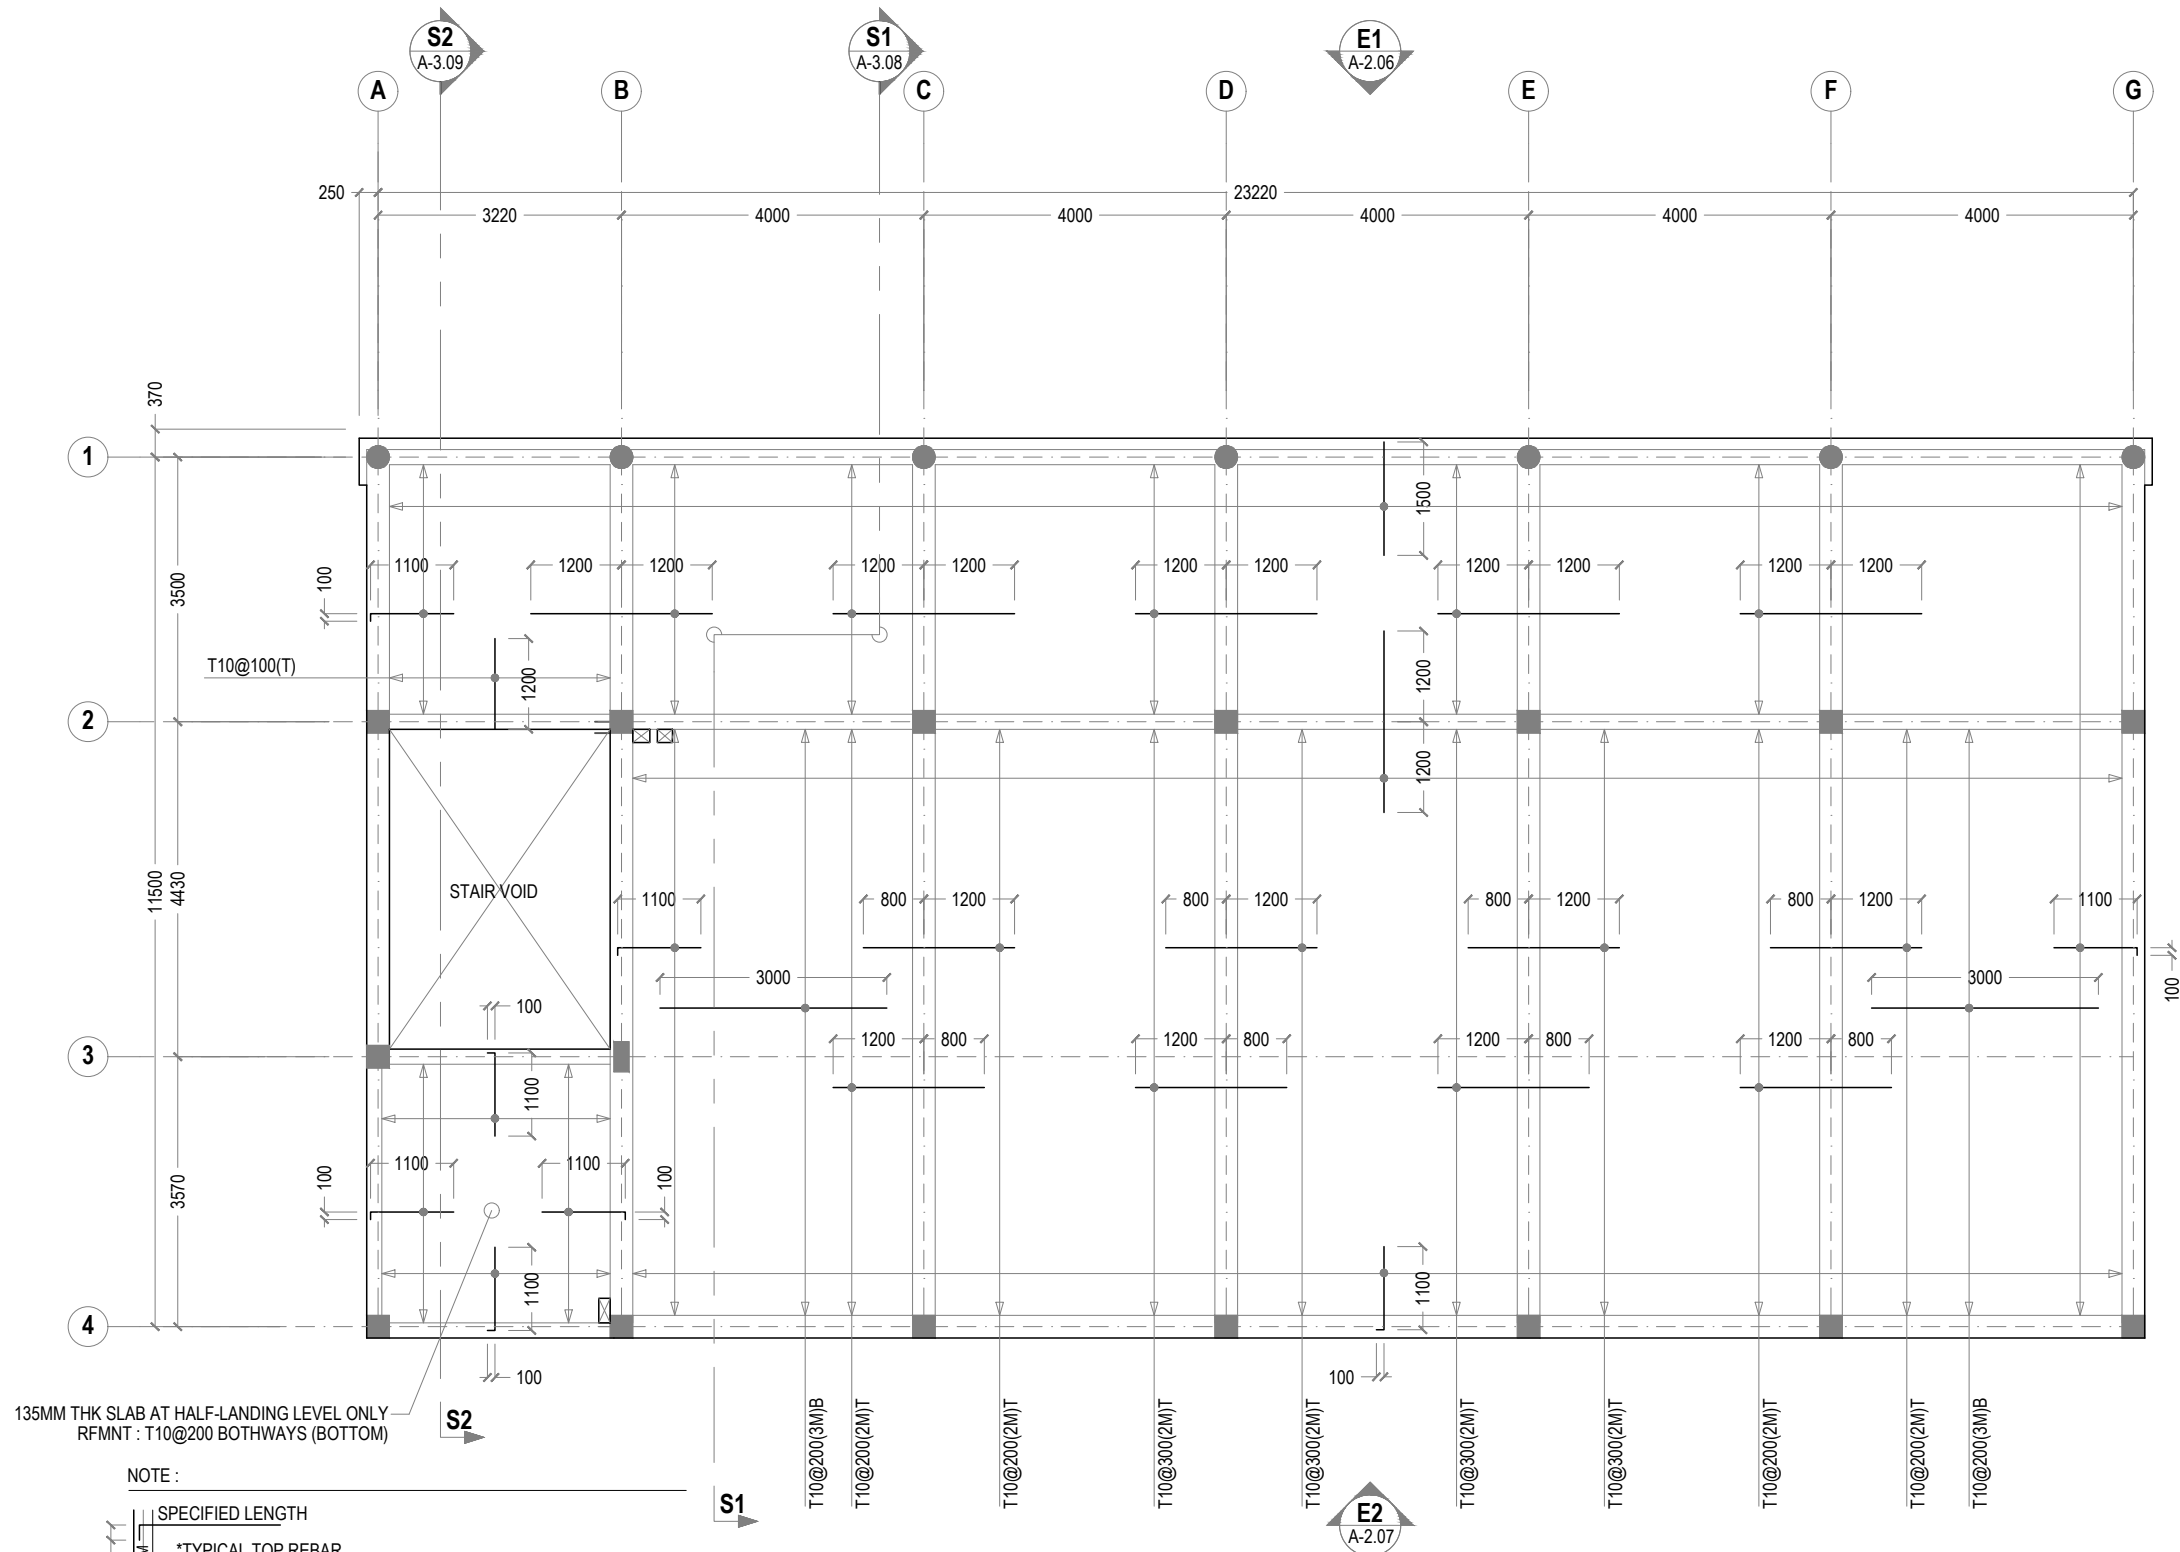 S2
A-3.09
S1
A-3.08
E1
A-2.06
A
B
C
D
E
F
G
250
23220
3220
4000
4000
4000
4000
4000
370
1
1500
1100
1200
1200
1200
1200
1200
1200
1200
1200
1200
1200
100
3500
T10@100(T)
1200
1200
2
1200
11500
4430
STAIR VOID
1100
800
1200
800
1200
800
1200
800
1200
1100
3000
3000
100
100
1200
800
1200
800
1200
800
1200
800
3
1100
1100
1100
100
100
3570
1100
1100
4
100
100
135MM THK SLAB AT HALF-LANDING LEVEL ONLY
RFMNT : T10@200 BOTHWAYS (BOTTOM)
S2
T10@200(3M)B
T10@200(2M)T
T10@200(2M)T
T10@300(2M)T
T10@300(2M)T
T10@300(2M)T
T10@300(2M)T
T10@200(2M)T
T10@200(2M)T
T10@200(3M)B
NOTE :
S1
SPECIFIED LENGTH
E2
A-2.07
*TYPICAL TOP REBAR